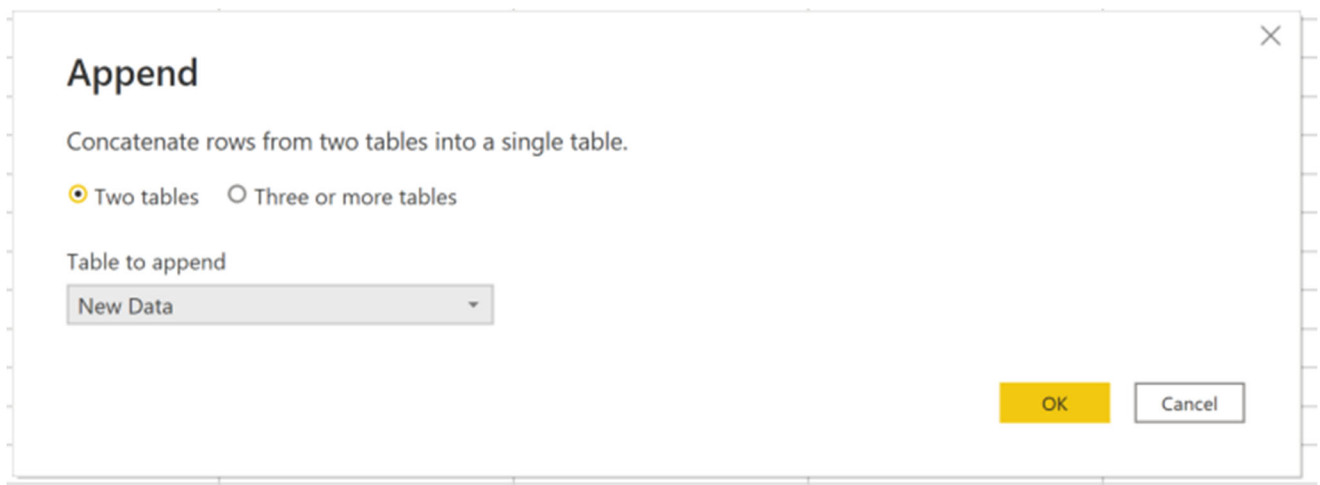 Append
Concatenate rows from two tables into a single table.
Two tables Three or more tables
Table to append
New Data
OK Cancel